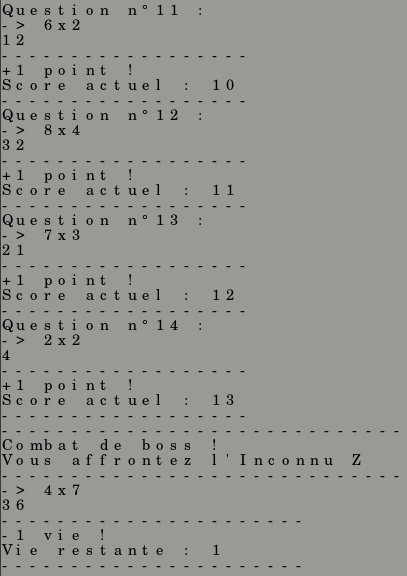 Question n°11 :
-> 6x2
12
------------------
+1 point !
Score actuel : 10
------------------
Question n°12 :
-> 8x4
32
------------------
+1 point !
Score actuel : 11
------------------
Question n°13 :
-> 7x3
21
------------------
+1 point !
Score actuel : 12
------------------
Question n°14 :
-> 2x2
4
------------------
+1 point !
Score actuel : 13
------------------
-----------------------------
Combat de boss !
Vous affrontez l'Inconnu Z
-----------------------------
-> 4x7
36
----------------------
-1 vie !
Vie restante : 1
----------------------